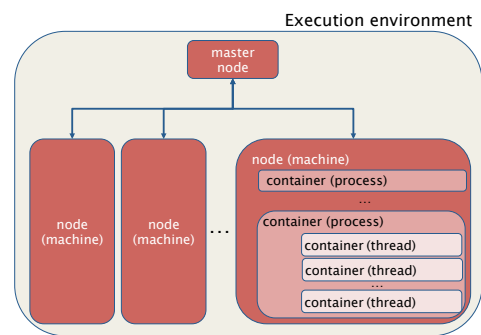 Execution environment
master
node
node
(machine)
node
(machine)
...
node (machine)
container (process)
...
container (process)
container (thread)
container (thread)
...
container (thread)